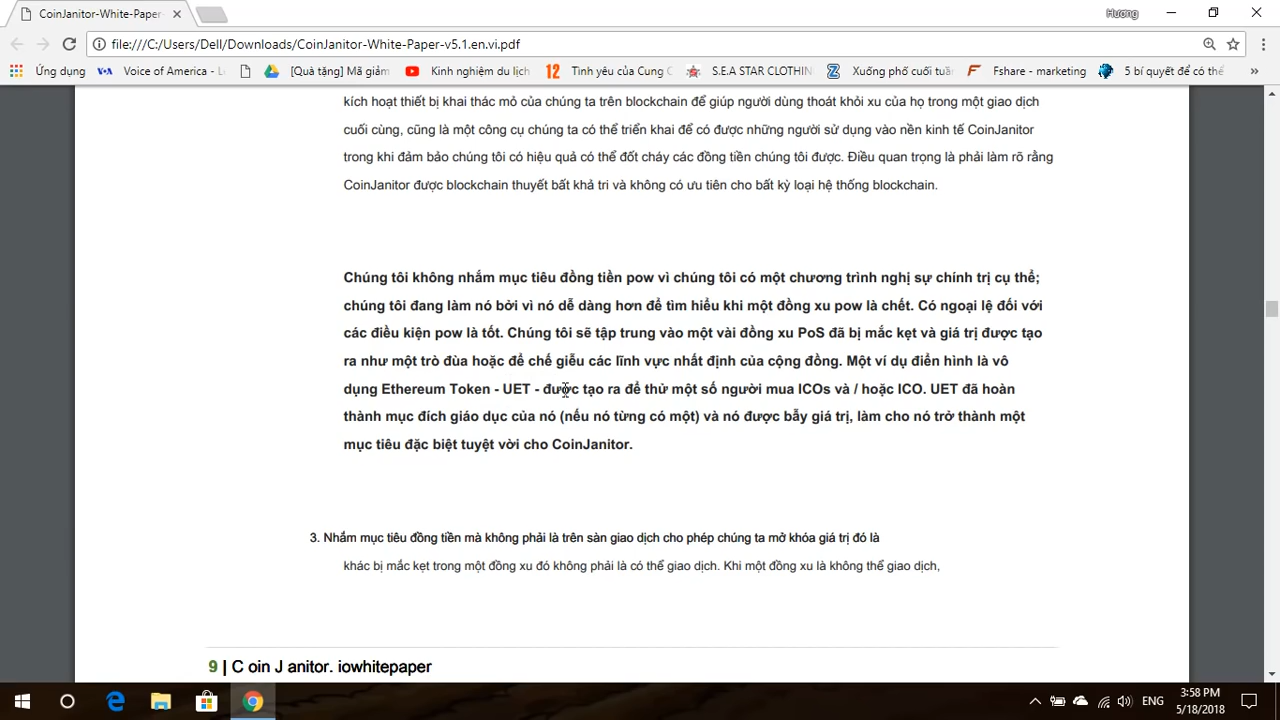 CoinJanitor-White-Paper-
Hương
file:///C:/Users/Dell/Downloads/CoinJanitor-White-Paper-v5.1.en.vi.pdf
Ứng dụng VOA Voice of America - L [Quà tặng] Mã giảm Kinh nghiệm du lịch 12 Tình yêu của Cung S.E.A STAR CLOTHIN Z Xuống phố cuối tuần F Fshare - marketing 5 bí quyết để có thể »
kích hoạt thiết bị khai thác mỏ của chúng ta trên blockchain để giúp người dùng thoát khỏi xu của họ trong một giao dịch
cuối cùng, cũng là một công cụ chúng ta có thể triển khai để có được những người sử dụng vào nền kinh tế CoinJanitor
trong khi đảm bảo chúng tôi có hiệu quả có thể đốt cháy các đồng tiền chúng tôi được. Điều quan trọng là phải làm rõ rằng
CoinJanitor được blockchain thuyết bất khả tri và không có ưu tiên cho bất kỳ loại hệ thống blockchain.
Chúng tôi không nhắm mục tiêu đồng tiền pow vì chúng tôi có một chương trình nghị sự chính trị cụ thể;
chúng tôi đang làm nó bởi vì nó dễ dàng hơn để tìm hiểu khi một đồng xu pow là chết. Có ngoại lệ đối với
các điều kiện pow là tốt. Chúng tôi sẽ tập trung vào một vài đồng xu PoS đã bị mắc kẹt và giá trị được tạo
ra như một trò đùa hoặc để chế giễu các lĩnh vực nhất định của cộng đồng. Một ví dụ điển hình là vô
dụng Ethereum Token - UET - được tạo ra để thử một số người mua ICOs và / hoặc ICO. UET đã hoàn
thành mục đích giáo dục của nó (nếu nó từng có một) và nó được bẫy giá trị, làm cho nó trở thành một
mục tiêu đặc biệt tuyệt vời cho CoinJanitor.
3. Nhắm mục tiêu đồng tiền mà không phải là trên sàn giao dịch cho phép chúng ta mở khóa giá trị đó là
khác bị mắc kẹt trong một đồng xu đó không phải là có thể giao dịch. Khi một đồng xu là không thể giao dịch,
9 | C oin J anitor. iowhitepaper
ENG
3:58 PM
5/18/2018